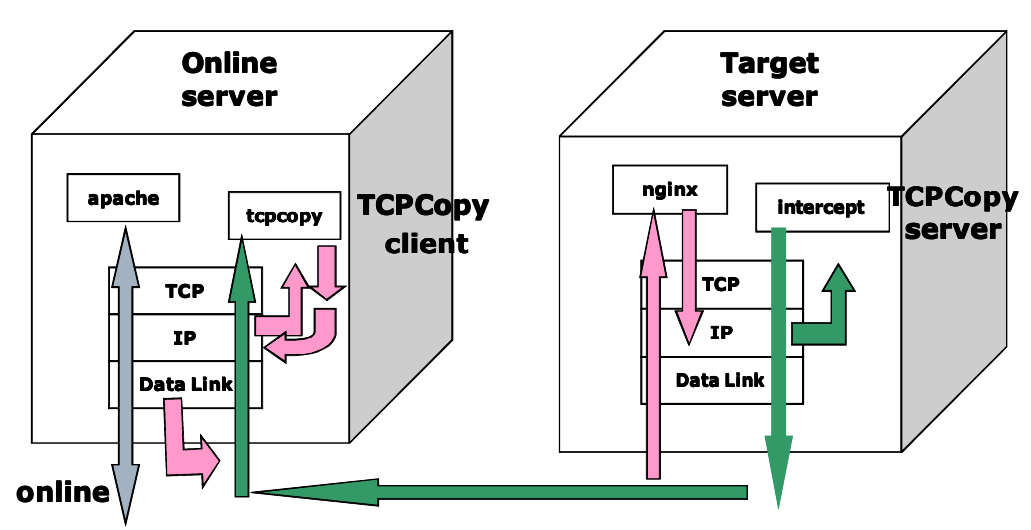 Online
server
Target
server
apache
tcpcopy
TCPCopy
client
TCP
IP
Data Link
online
nginx
intercept
TCPCopy
server
TCP
IP
Data Link